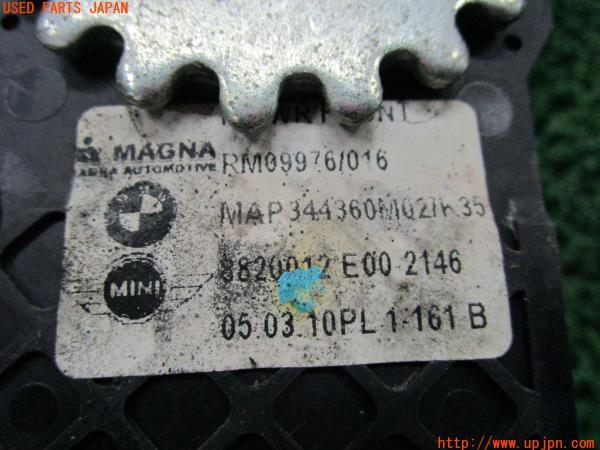 USED PARTS JAPAN
MAGNA
RM09976/016
MAP344360M027K35
8820012 E00 2146
MINI
05.03.10PL 1-161 B
http://www.upjpn.com/